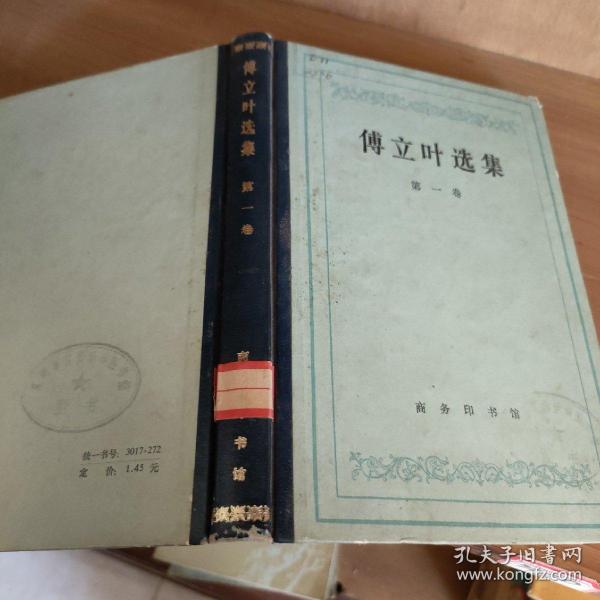 傅立叶选集
第一卷
商务印书馆
傅立叶选集
第一卷
书馆
统一书号: 3017·272
定 价: 1.45 元
孔夫子旧书网
www.kongfz.com